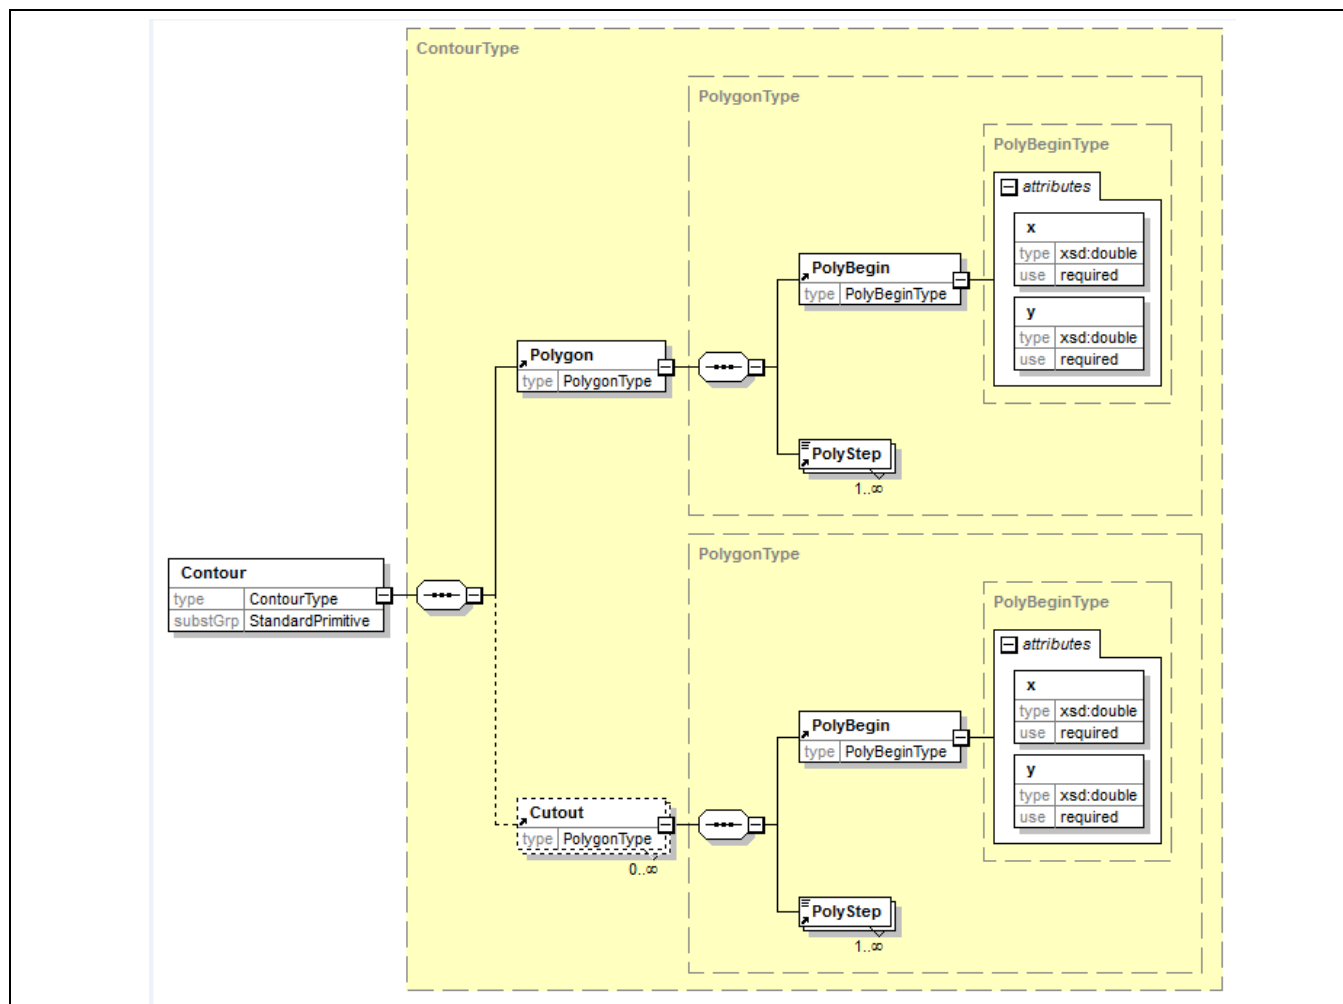 ContourType
PolygonType
PolyBeginType
attributes
x
type xsd:double
use required
y
type xsd:double
use required
PolyBegin
type PolyBeginType
Polygon
type PolygonType
PolyStep
1..∞
Contour
type ContourType
substGrp StandardPrimitive
PolygonType
PolyBeginType
attributes
x
type xsd:double
use required
y
type xsd:double
use required
PolyBegin
type PolyBeginType
Cutout
type PolygonType
0..∞
PolyStep
1..∞